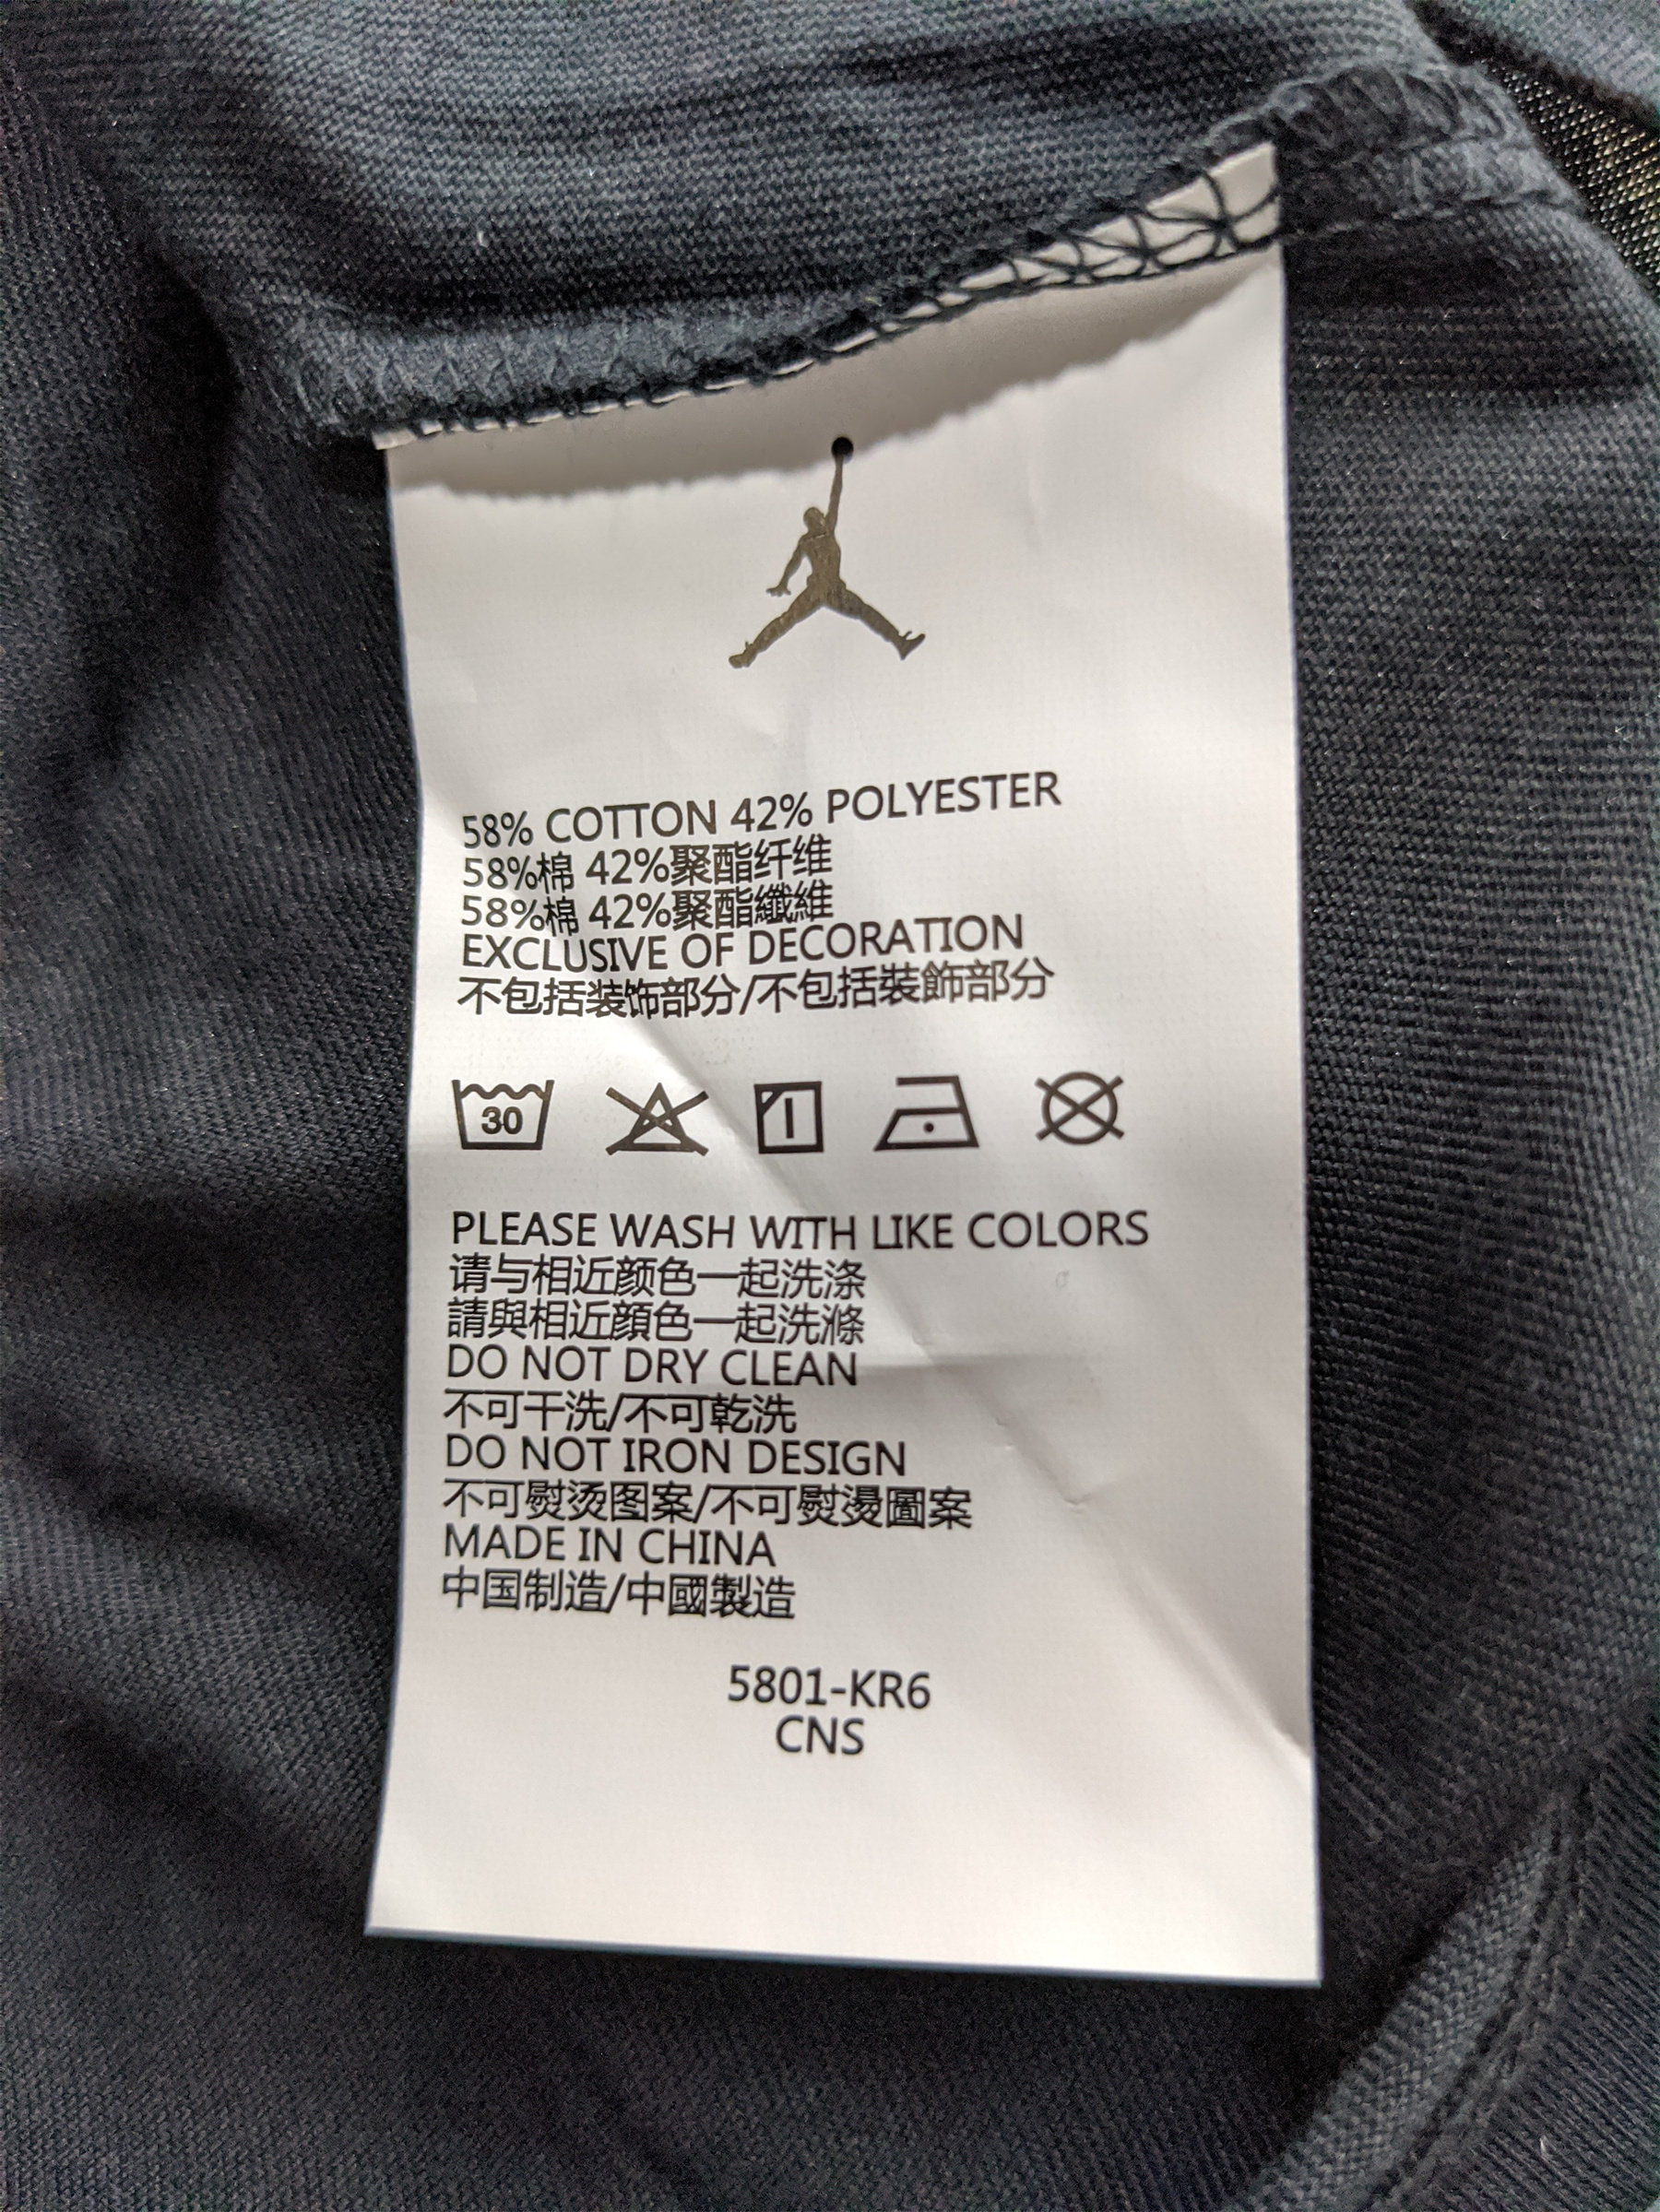 58% COTTON 42% POLYESTER
58%棉 42%聚酯纤维
58%棉 42%聚酯纖維
EXCLUSIVE OF DECORATION
不包括装饰部分/不包括裝飾部分
30
PLEASE WASH WITH LIKE COLORS
请与相近颜色一起洗涤
請與相近顏色一起洗滌
DO NOT DRY CLEAN
不可干洗/不可乾洗
DO NOT IRON DESIGN
不可熨烫图案/不可熨燙圖案
MADE IN CHINA
中国制造/中國製造
5801-KR6
CNS